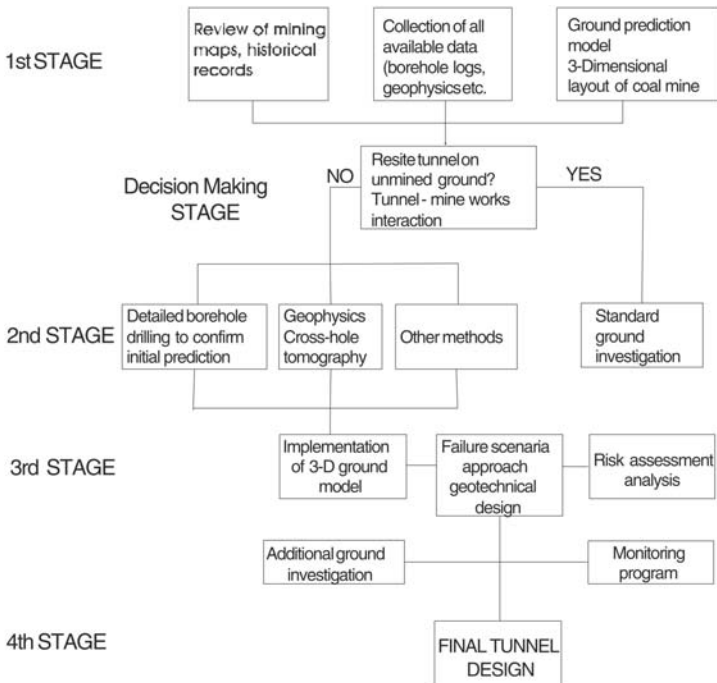 1st STAGE
Review of mining
maps, historical
records
Collection of all
available data
(borehole logs,
geophysics etc.
Ground prediction
model
3-Dimensional
layout of coal mine
Decision Making
STAGE
NO
Resite tunnel on
unmined ground?
Tunnel - mine works
interaction
YES
2nd STAGE
Detailed borehole
drilling to confirm
initial prediction
Geophysics
Cross-hole
tomography
Other methods
Standard
ground
investigation
3rd STAGE
Implementation
of 3-D ground
model
Failure scenaria
approach
geotechnical
design
Risk assessment
analysis
Additional ground
investigation
Monitoring
program
4th STAGE
FINAL TUNNEL
DESIGN